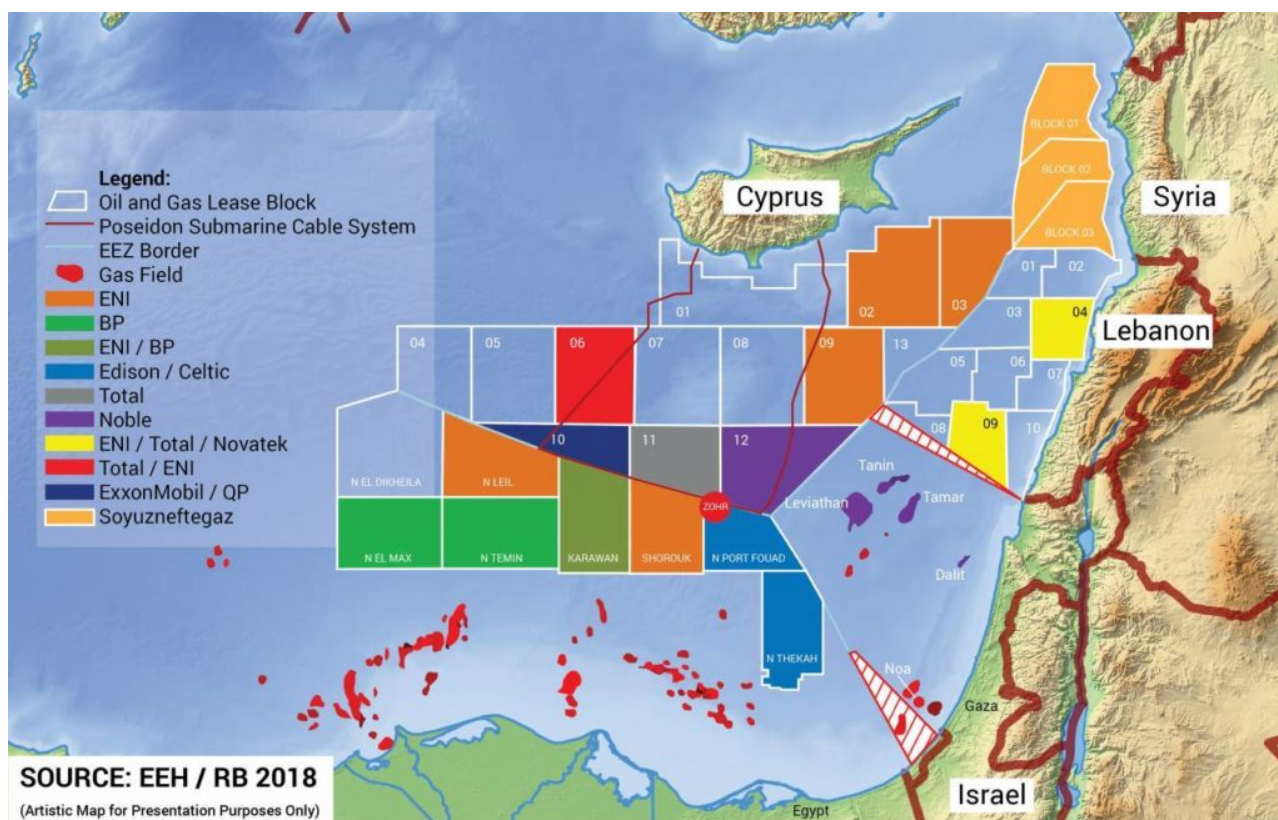 Legend:
Oil and Gas Lease Block
Poseidon Submarine Cable System
EEZ Border
Gas Field
ENI
BP
ENI / BP
Edison / Celtic
Total
Noble
ENI / Total / Novatek
Total / ENI
ExxonMobil / QP
Soyuzneftegaz
BLOCK 01
BLOCK 02
BLOCK 03
Cyprus
Syria
Lebanon
01
02
03
01
02
03
04
04
05
06
07
08
09
13
05
06
07
10
11
12
08
09
10
N EL DIKHEILA
N LEIL
ZOHR
Tanin
Leviathan
Tamar
N EL MAX
N TEMIN
KARAWAN
SHOROUK
N PORT FOUAD
Dalit
N THEKAH
Noa
Gaza
Israel
Egypt
SOURCE: EEH / RB 2018
(Artistic Map for Presentation Purposes Only)